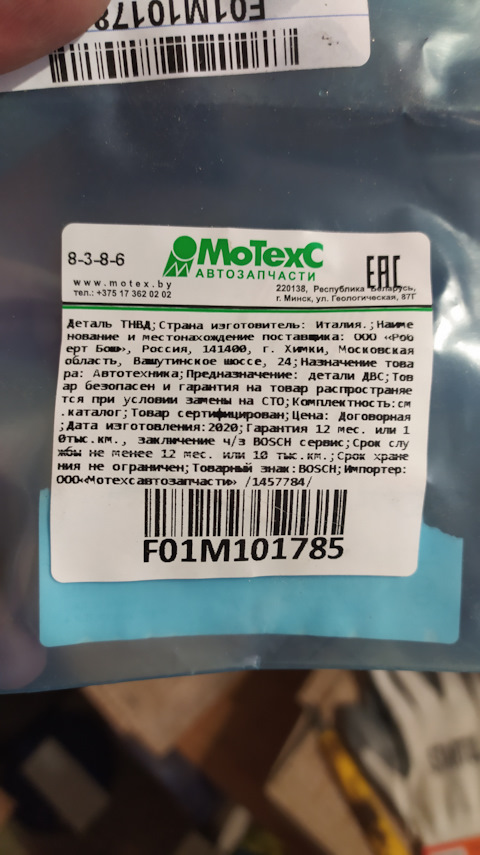 F01M10178
8-3-8-6
МоТехС
АВТОЗАПЧАСТИ
EAC
www.motex.by
тел.: +375 17 362 02 02
220138, Республика Беларусь,
г. Минск, ул. Геологическая, 87Г
Деталь ТНВД;Страна изготовитель: Италия.;Наиме
нование и местонахождение поставщика: ООО «Роб
ерт Бош», Россия, 141400, г. Химки, Московская
область, Вашутинское шоссе, 24;Назначение това
ра: Автотехника;Предназначение: детали ДВС;Тов
ар безопасен и гарантия на товар распространяе
тся при условии замены на СТО;Комплектность:см
.каталог;Товар сертифицирован;Цена: Договорная
;Дата изготовления:2020;Гарантия 12 мес. или 1
0тыс.км., заключение ч/з BOSCH сервис;Срок слу
жбы не менее 12 мес. или 10 тыс.км.;Срок хране
ния не ограничен;Товарный знак:BOSCH;Импортер:
ООО«Мотехсавтозапчасти» /1457784/
F01M101785